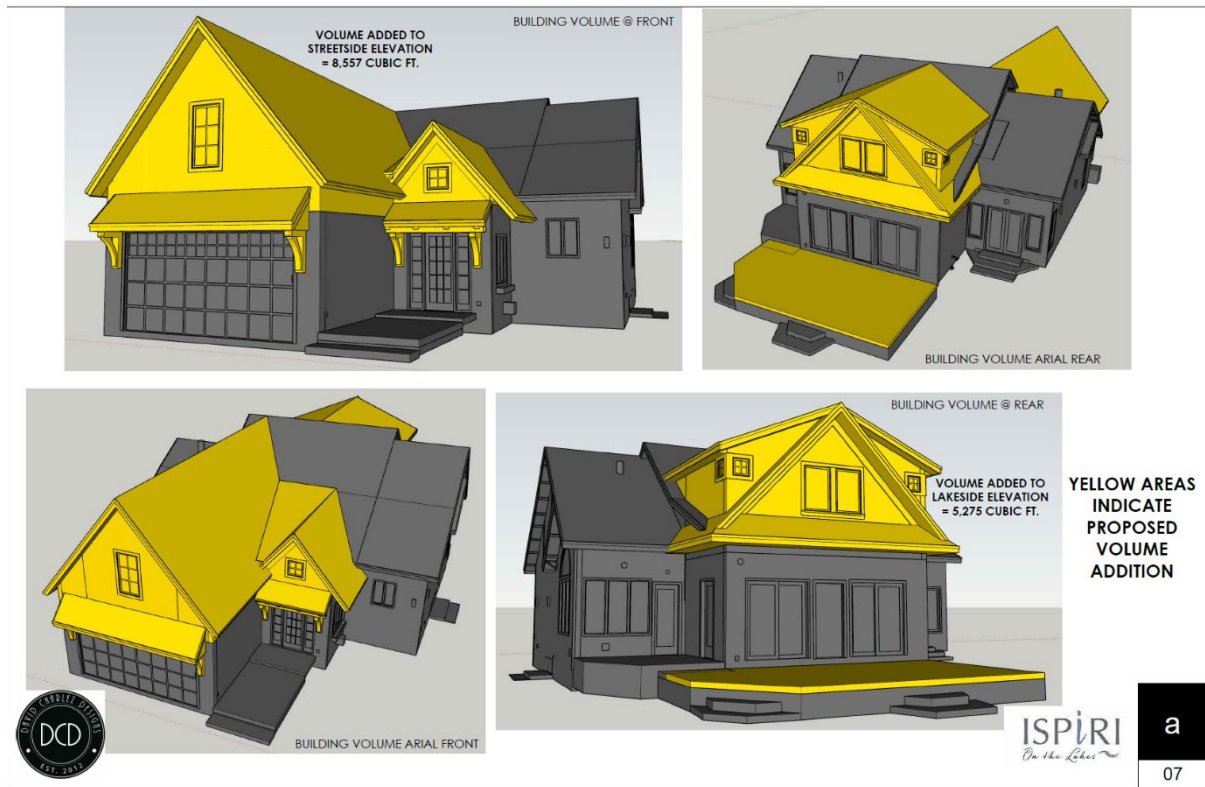 BUILDING VOLUME @ FRONT
VOLUME ADDED TO
STREETSIDE ELEVATION
= 8,557 CUBIC FT.
BUILDING VOLUME ARIAL REAR
BUILDING VOLUME ARIAL FRONT
BUILDING VOLUME @ REAR
VOLUME ADDED TO
LAKESIDE ELEVATION
= 5,275 CUBIC FT.
YELLOW AREAS
INDICATE
PROPOSED
VOLUME
ADDITION
DAVID CHARLEZ DESIGNS
DCD
EST. 2012
ISPiRI
On the Lakes
a
07